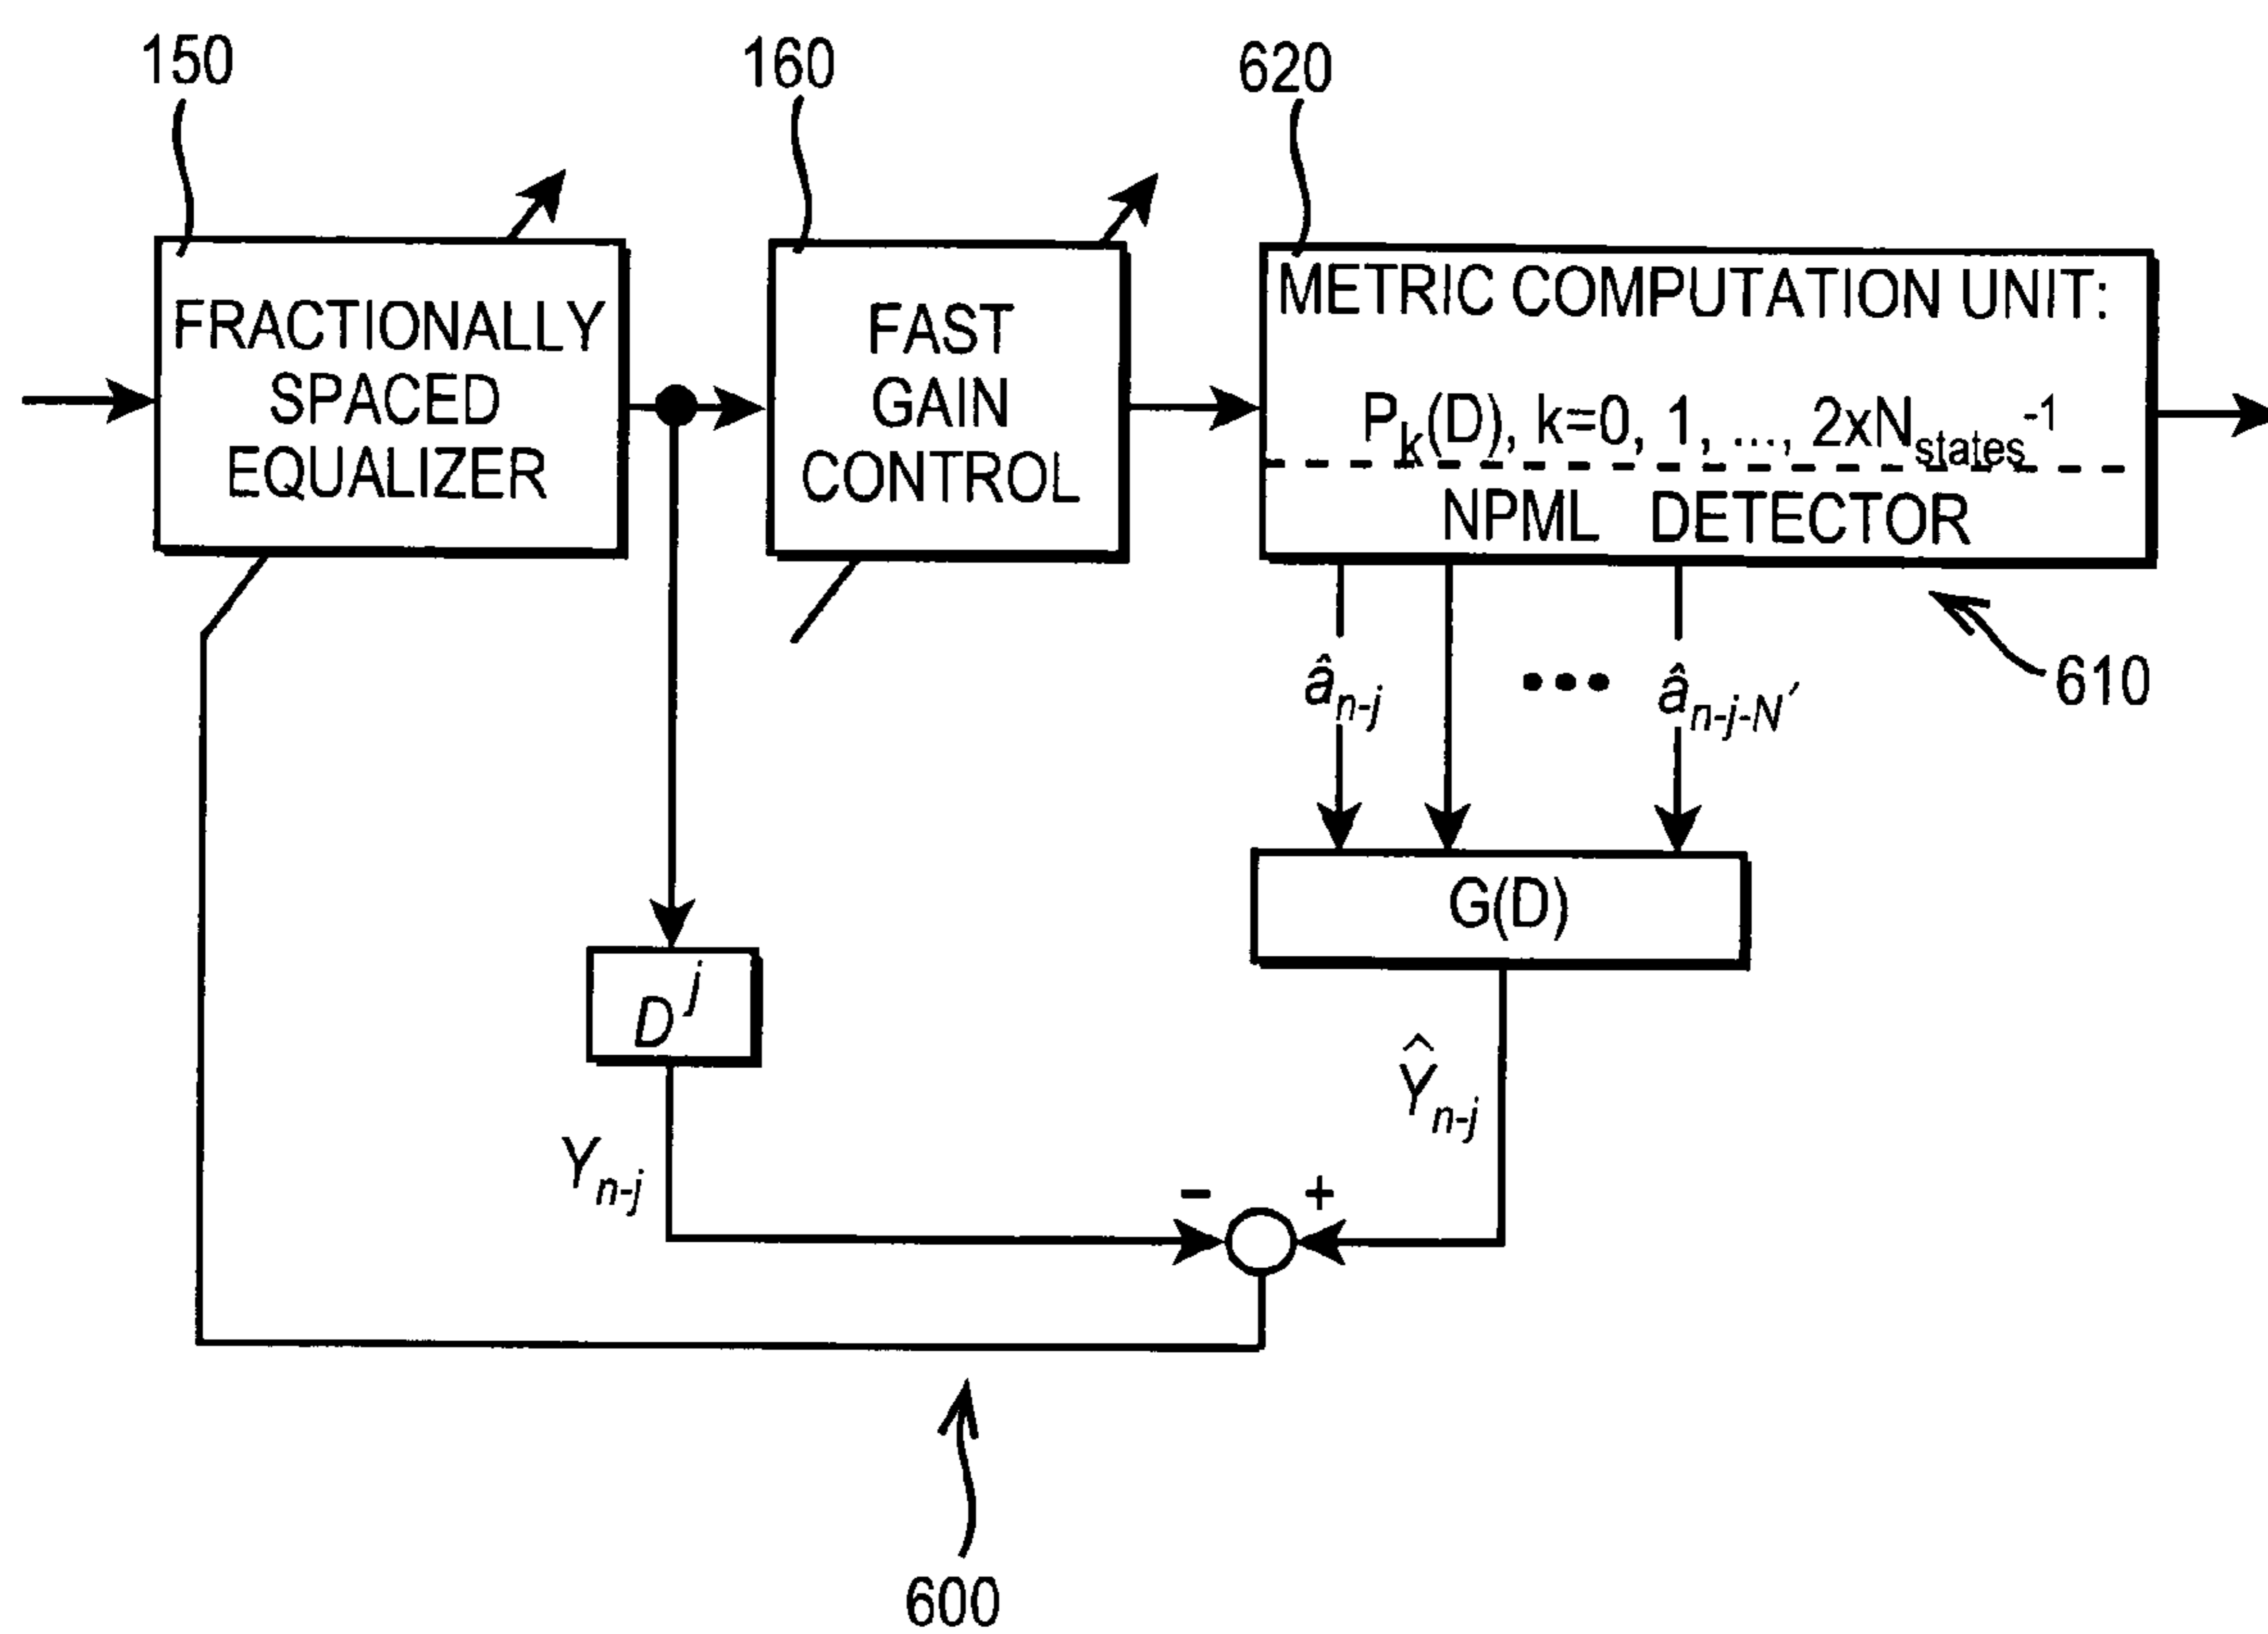 150
160
620
FRACTIONALLY
SPACED
EQUALIZER
FAST
GAIN
CONTROL
METRIC COMPUTATION UNIT:
Pk(D), k=0, 1, ..., 2xNstates-1
NPML DETECTOR
610
ân-j
•••
ân-j-N′
G(D)
Dj
Ŷn-j
Yn-j
- +
600